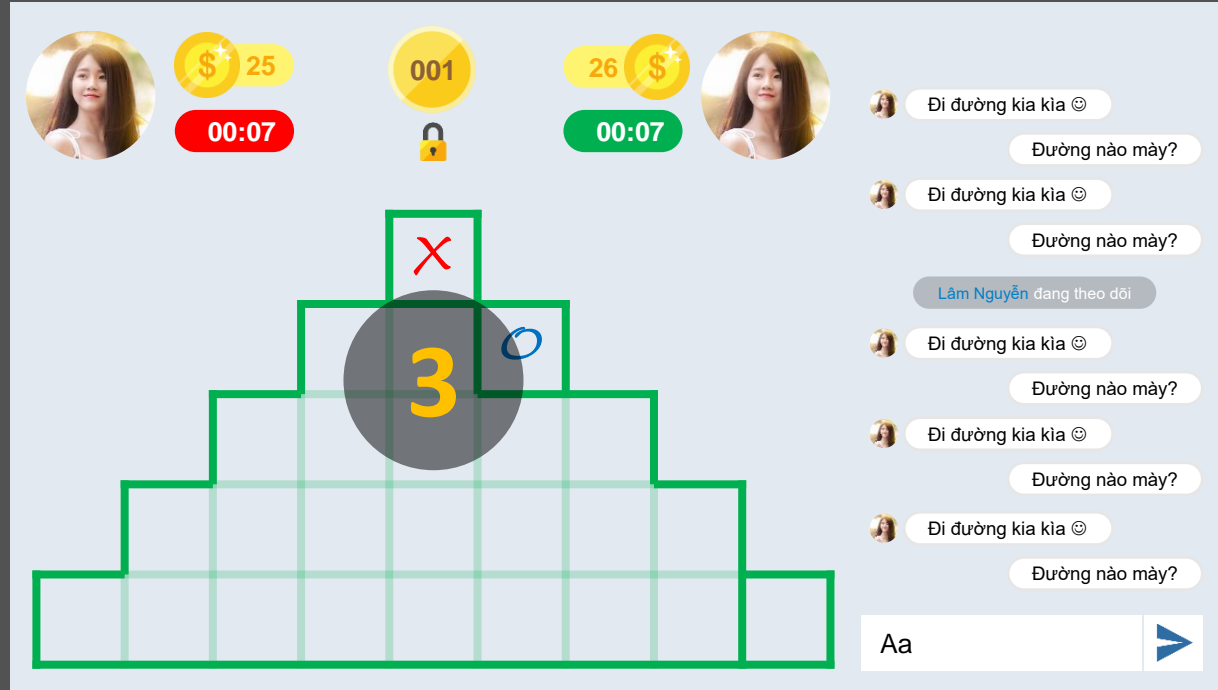 $ 25
001
26 $
00:07
00:07
X
O
3
Đi đường kia kìa ☺
Đường nào mày?
Đi đường kia kìa ☺
Đường nào mày?
Lâm Nguyễn đang theo dõi
Đi đường kia kìa ☺
Đường nào mày?
Đi đường kia kìa ☺
Đường nào mày?
Đi đường kia kìa ☺
Đường nào mày?
Aa